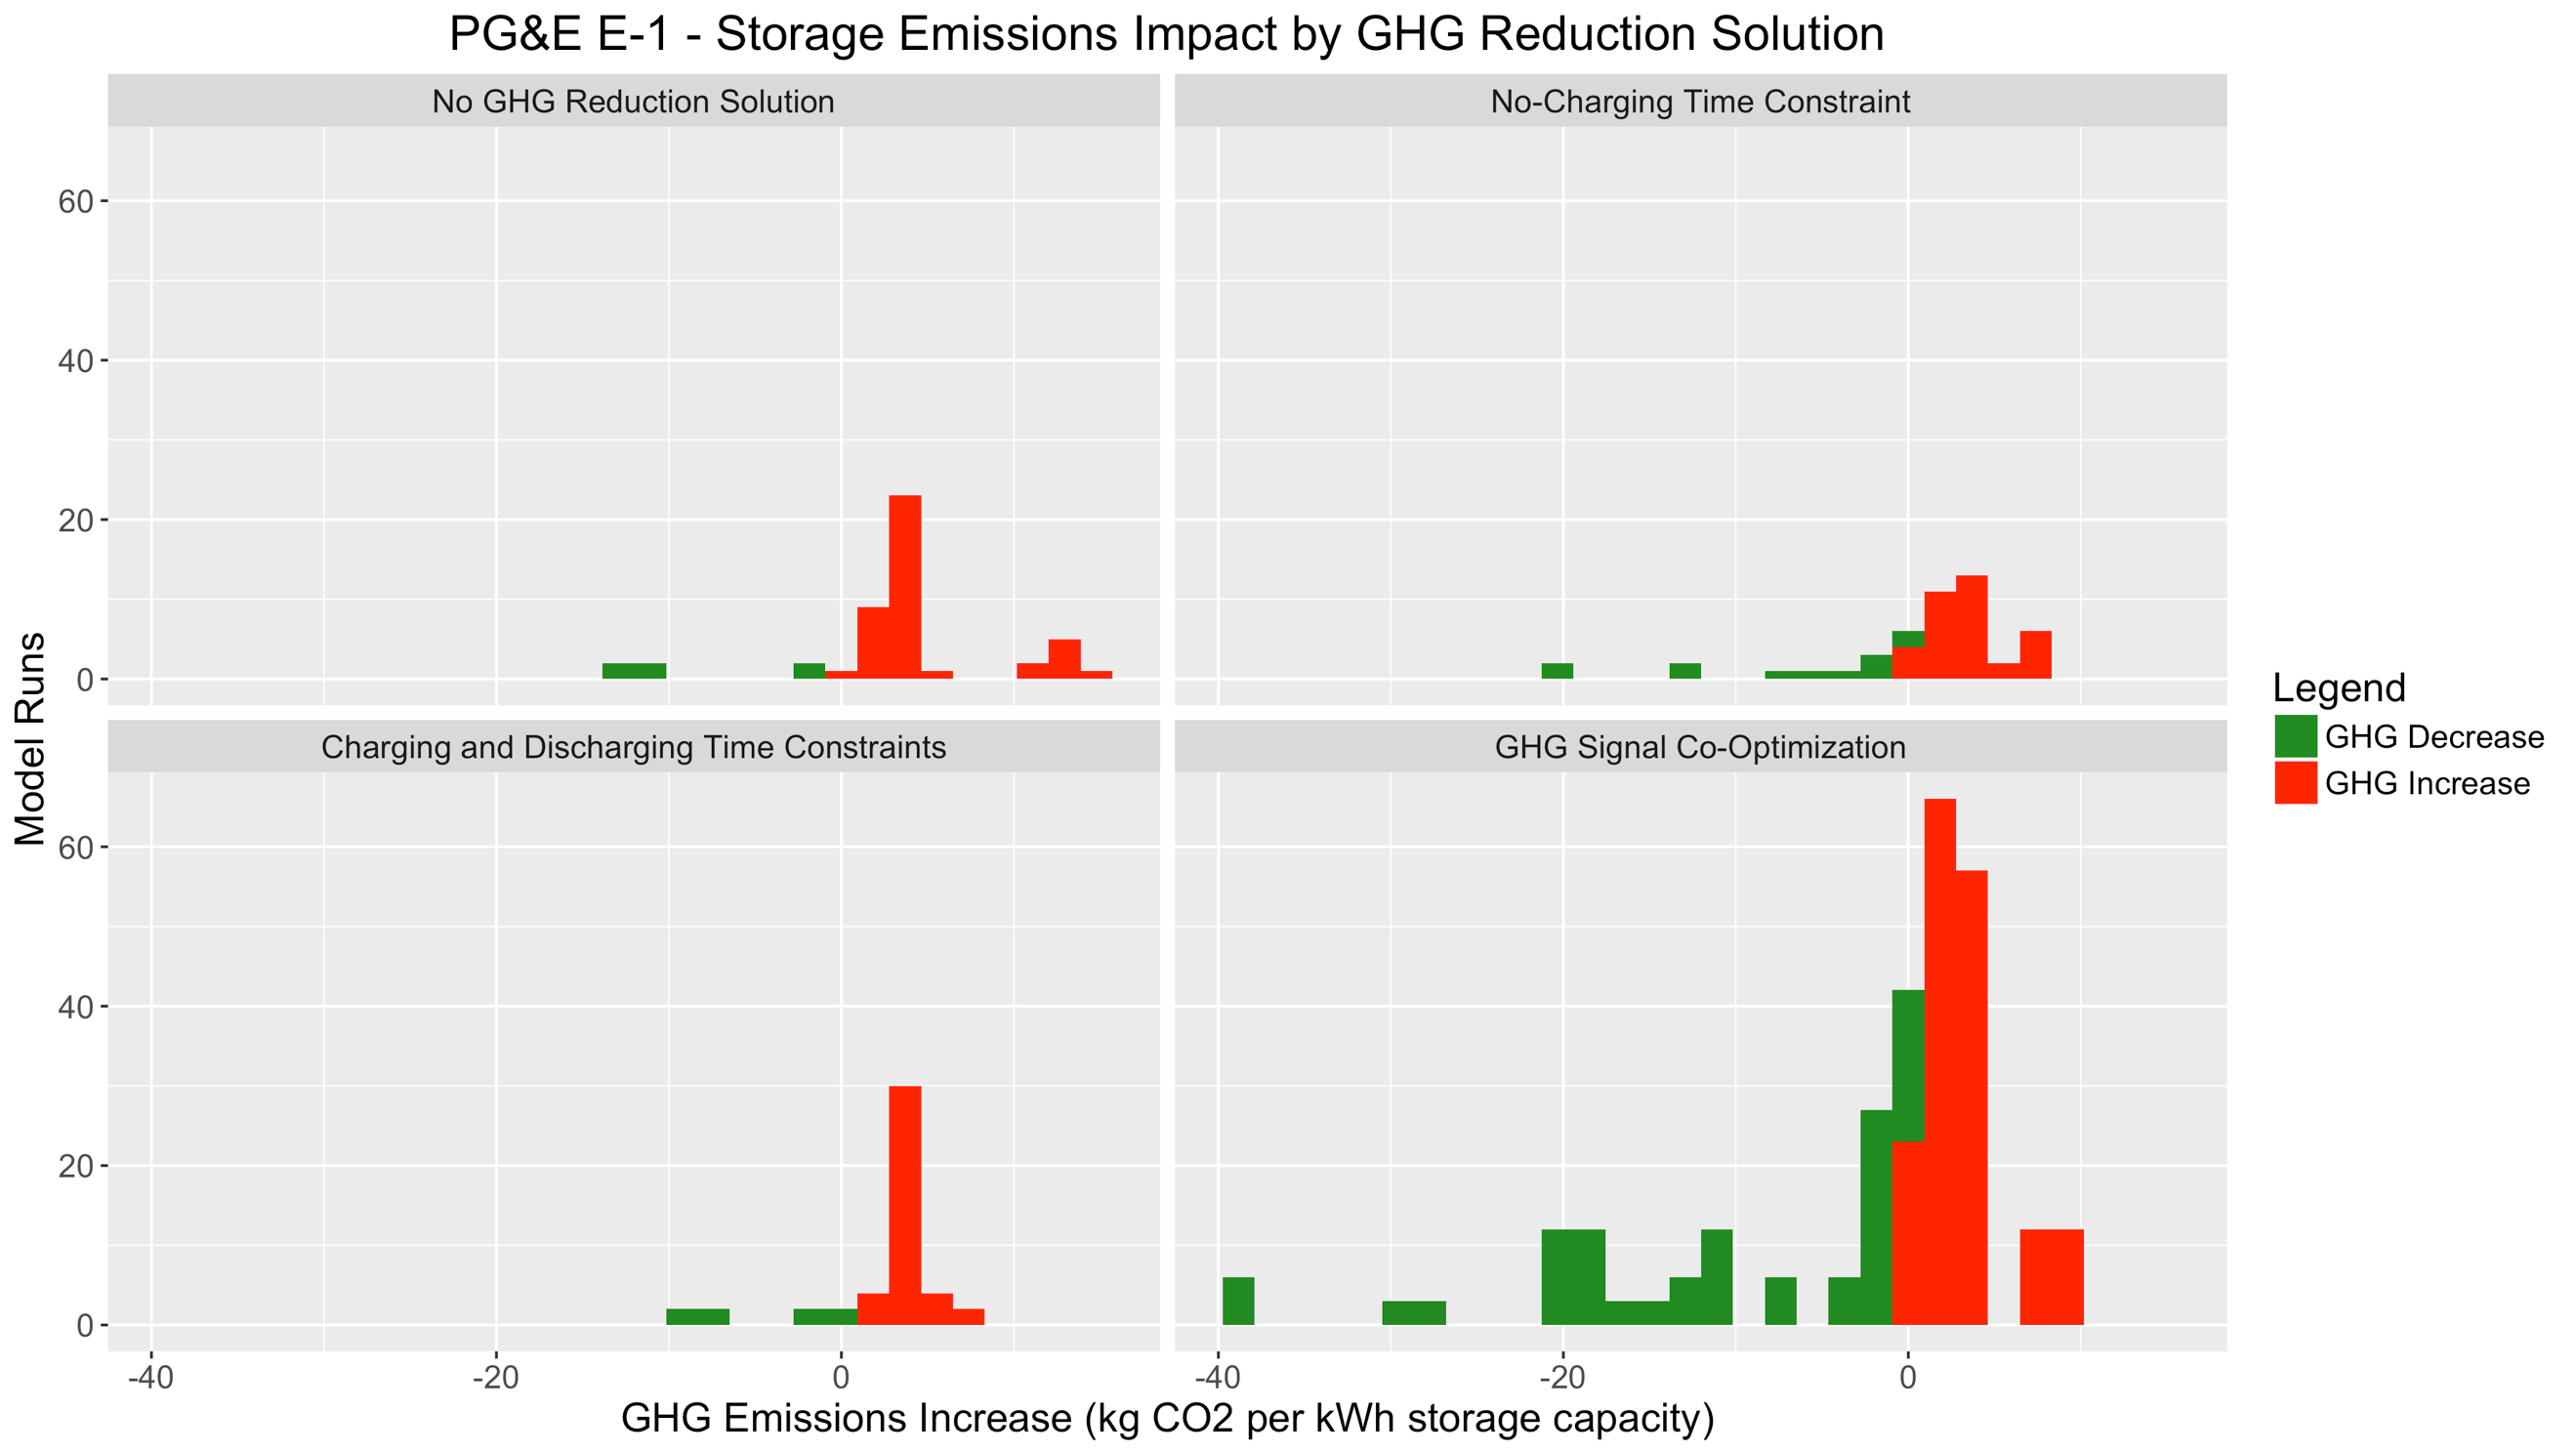 PG&E E-1 - Storage Emissions Impact by GHG Reduction Solution
No GHG Reduction Solution
No-Charging Time Constraint
60
40
20
0
Charging and Discharging Time Constraints
GHG Signal Co-Optimization
60
40
20
0
-40
-20
0
-40
-20
0
Model Runs
GHG Emissions Increase (kg CO2 per kWh storage capacity)
Legend
GHG Decrease
GHG Increase